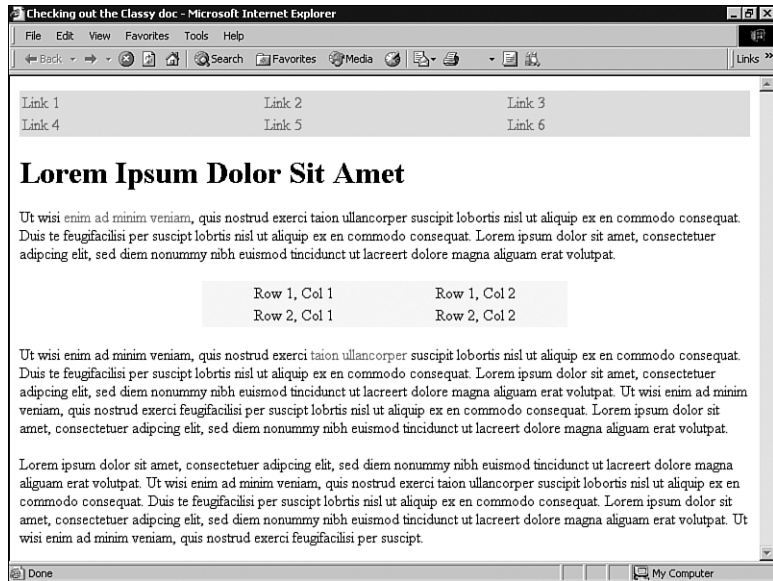 Checking out the Classy doc - Microsoft Internet Explorer
File Edit View Favorites Tools Help
Back Search Favorites Media Links »
Link 1 Link 2 Link 3
Link 4 Link 5 Link 6
Lorem Ipsum Dolor Sit Amet
Ut wisi enim ad minim veniam, quis nostrud exerci taion ullancorper suscipit lobortis nisl ut aliquip ex en commodo consequat.
Duis te feugifacilisi per suscipt lobrtis nisl ut aliquip ex en commodo consequat. Lorem ipsum dolor sit amet, consectetuer
adipcing elit, sed diem nonummy nibh euismod tincidunt ut lacreert dolore magna aliguam erat volutpat.
Row 1, Col 1 Row 1, Col 2
Row 2, Col 1 Row 2, Col 2
Ut wisi enim ad minim veniam, quis nostrud exerci taion ullancorper suscipit lobortis nisl ut aliquip ex en commodo consequat.
Duis te feugifacilisi per suscipt lobrtis nisl ut aliquip ex en commodo consequat. Lorem ipsum dolor sit amet, consectetuer
adipcing elit, sed diem nonummy nibh euismod tincidunt ut lacreert dolore magna aliguam erat volutpat. Ut wisi enim ad minim
veniam, quis nostrud exerci feugifacilisi per suscipt lobrtis nisl ut aliquip ex en commodo consequat. Lorem ipsum dolor sit
amet, consectetuer adipcing elit, sed diem nonummy nibh euismod tincidunt ut lacreert dolore magna aliguam erat volutpat.
Lorem ipsum dolor sit amet, consectetuer adipcing elit, sed diem nonummy nibh euismod tincidunt ut lacreert dolore magna
aliguam erat volutpat. Ut wisi enim ad minim veniam, quis nostrud exerci taion ullancorper suscipit lobortis nisl ut aliquip ex en
commodo consequat. Duis te feugifacilisi per suscipt lobrtis nisl ut aliquip ex en commodo consequat. Lorem ipsum dolor sit
amet, consectetuer adipcing elit, sed diem nonummy nibh euismod tincidunt ut lacreert dolore magna aliguam erat volutpat. Ut
wisi enim ad minim veniam, quis nostrud exerci feugifacilisi per suscipt.
Done My Computer